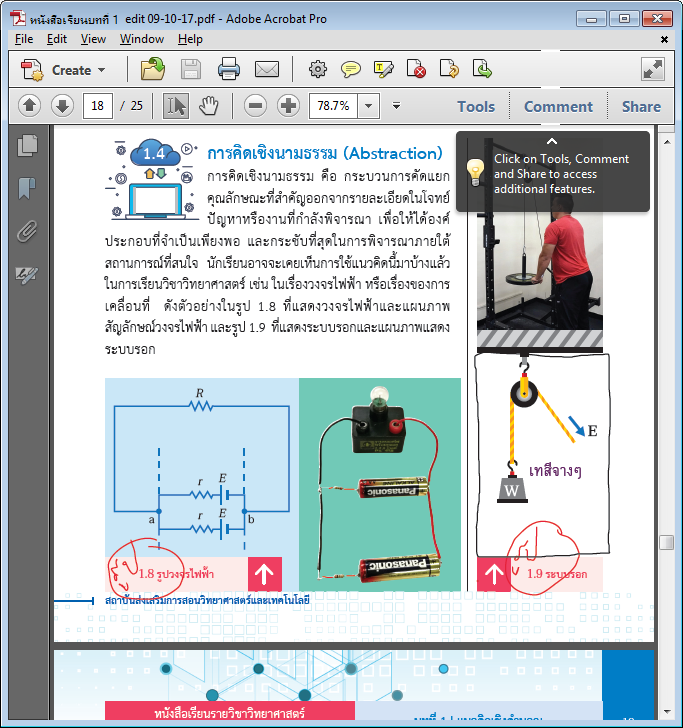 หนังสือเรียนบทที่ 1 edit 09-10-17.pdf - Adobe Acrobat Pro
File Edit View Window Help
Create
18 / 25 78.7% Tools Comment Share
Click on Tools, Comment
and Share to access
additional features.
1.4 การคิดเชิงนามธรรม (Abstraction)
การคิดเชิงนามธรรม คือ กระบวนการคัดแยก
คุณลักษณะที่สำคัญออกจากรายละเอียดในโจทย์
ปัญหาหรืองานที่กำลังพิจารณา เพื่อให้ได้องค์
ประกอบที่จำเป็นเพียงพอ และกระชับที่สุดในการพิจารณาภายใต้
สถานการณ์ที่สนใจ นักเรียนอาจจะเคยเห็นการใช้แนวคิดนี้มาบ้างแล้ว
ในการเรียนวิชาวิทยาศาสตร์ เช่น ในเรื่องวงจรไฟฟ้า หรือเรื่องของการ
เคลื่อนที่ ดังตัวอย่างในรูป 1.8 ที่แสดงวงจรไฟฟ้าและแผนภาพ
สัญลักษณ์วงจรไฟฟ้า และรูป 1.9 ที่แสดงระบบรอกและแผนภาพแสดง
ระบบรอก
R
r E
a b
r E
Panasonic
Panasonic
E
เทสีจางๆ
W
รูป
1.8 รูปวงจรไฟฟ้า
รูป
1.9 ระบบรอก
สถาบันส่งเสริมการสอนวิทยาศาสตร์และเทคโนโลยี
หนังสือเรียนรายวิชาวิทยาศาสตร์